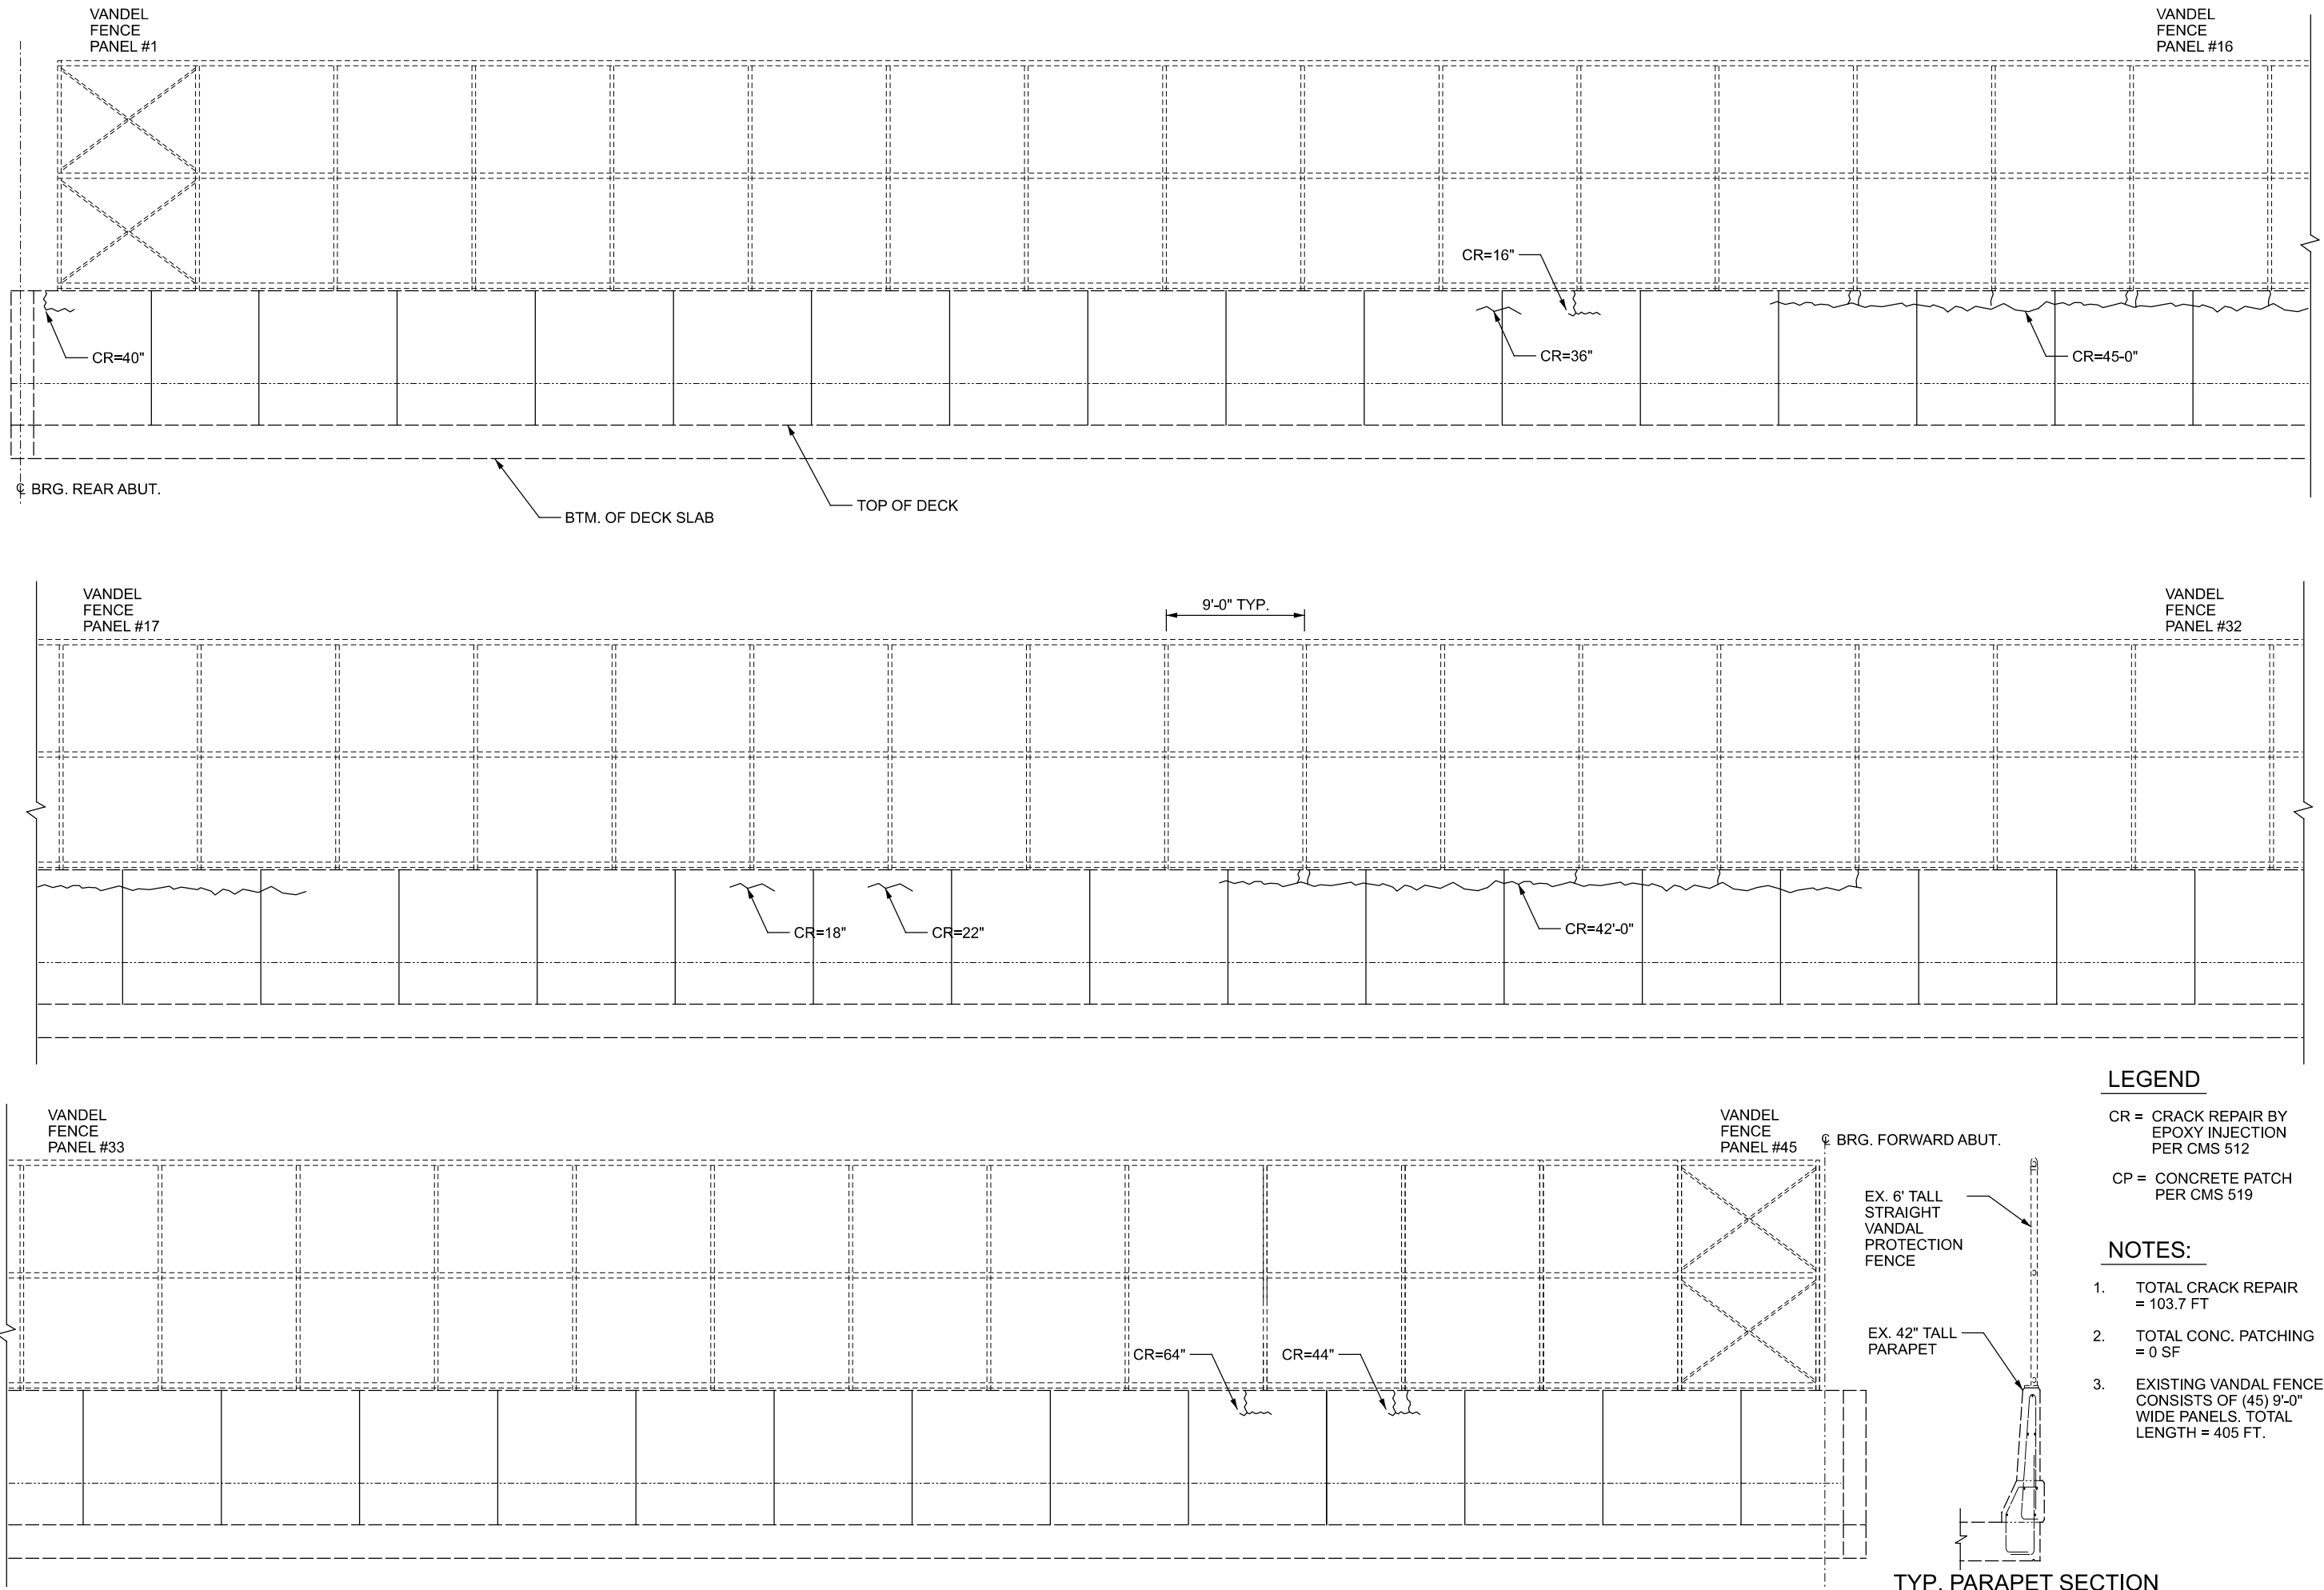 VANDEL
FENCE
PANEL #1
VANDEL
FENCE
PANEL #16
CR=16"
CR=40"
CR=36"
CR=45-0"
℄ BRG. REAR ABUT.
BTM. OF DECK SLAB
TOP OF DECK
VANDEL
FENCE
PANEL #17
9'-0" TYP.
VANDEL
FENCE
PANEL #32
CR=18"
CR=22"
CR=42'-0"
VANDEL
FENCE
PANEL #33
VANDEL
FENCE
PANEL #45
℄ BRG. FORWARD ABUT.
CR=64"
CR=44"
EX. 6' TALL
STRAIGHT
VANDAL
PROTECTION
FENCE
EX. 42" TALL
PARAPET
TYP. PARAPET SECTION
LEGEND
CR = CRACK REPAIR BY
EPOXY INJECTION
PER CMS 512
CP = CONCRETE PATCH
PER CMS 519
NOTES:
1. TOTAL CRACK REPAIR
= 103.7 FT
2. TOTAL CONC. PATCHING
= 0 SF
3. EXISTING VANDAL FENCE
CONSISTS OF (45) 9'-0"
WIDE PANELS. TOTAL
LENGTH = 405 FT.